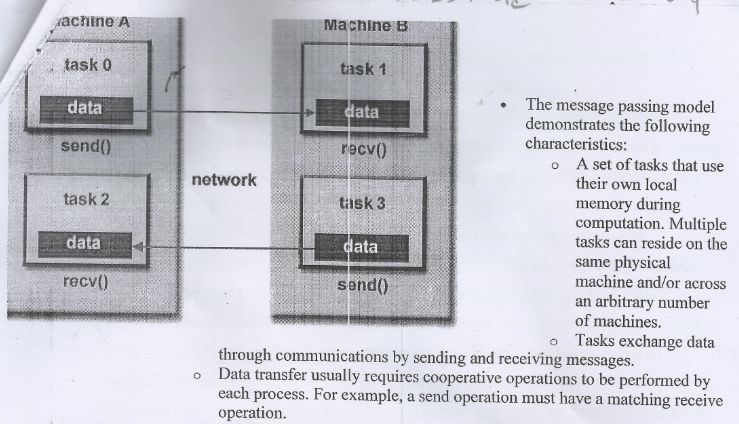 achine A
Machine B
task 0
data
send()
task 1
data
recv()
network
task 2
data
recv()
task 3
data
send()
• The message passing model
demonstrates the following
characteristics:
o A set of tasks that use
their own local
memory during
computation. Multiple
tasks can reside on the
same physical
machine and/or across
an arbitrary number
of machines.
o Tasks exchange data
through communications by sending and receiving messages.
o Data transfer usually requires cooperative operations to be performed by
each process. For example, a send operation must have a matching receive
operation.